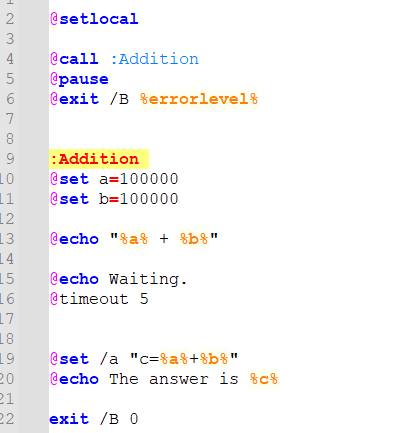 2 @setlocal
3
4 @call :Addition
5 @pause
6 @exit /B %errorlevel%
7
8
9 :Addition
10 @set a=100000
11 @set b=100000
12
13 @echo "%a% + %b%"
14
15 @echo Waiting.
16 @timeout 5
17
18
19 @set /a "c=%a%+%b%"
20 @echo The answer is %c%
21
22 exit /B 0